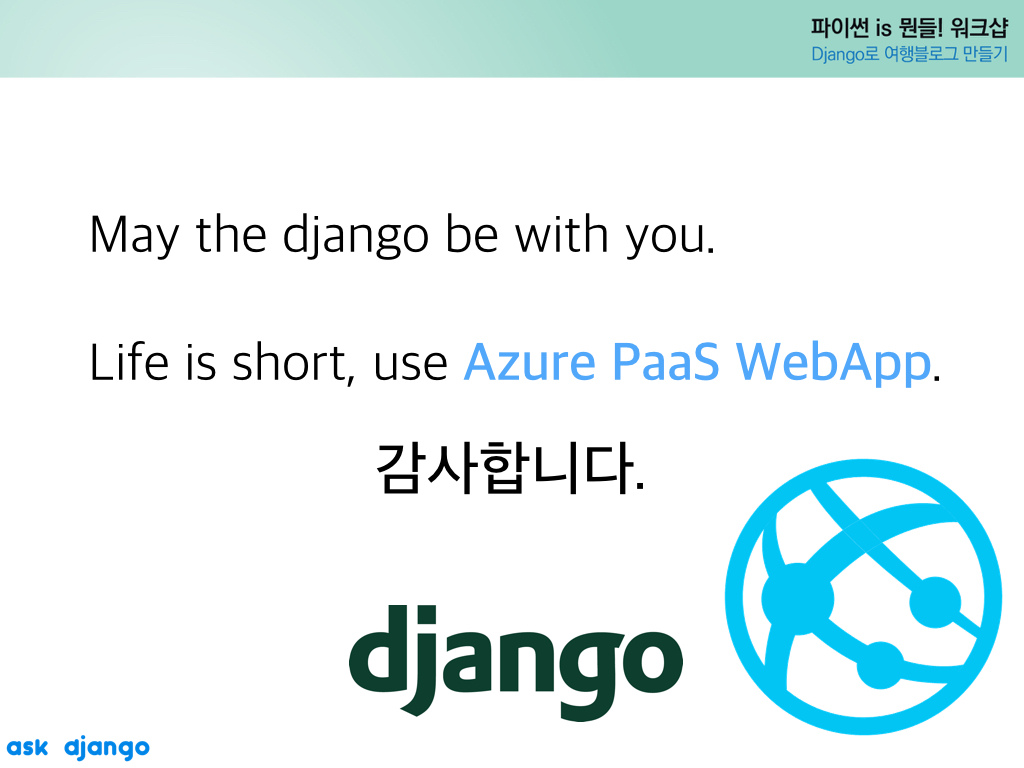 파이썬 is 뭔들! 워크샵
Django로 여행블로그 만들기
May the django be with you.
Life is short, use Azure PaaS WebApp.
감사합니다.
django
ask django